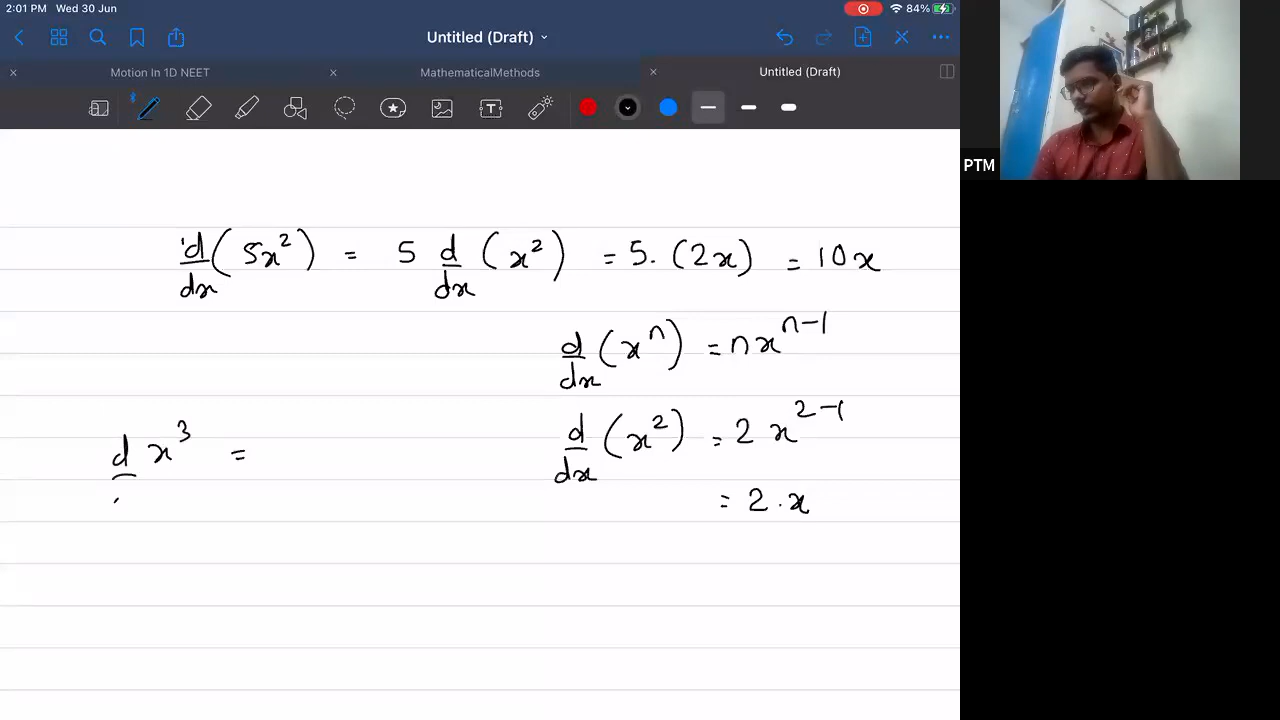 2:01 PM Wed 30 Jun 84%
Untitled (Draft)
Motion In 1D NEET MathematicalMethods Untitled (Draft)
T
PTM
d/dx (5x²) = 5 d/dx (x²) = 5. (2x) = 10x
d/dx (xⁿ) = nxⁿ⁻¹
d/dx (x²) = 2 x²⁻¹
= 2 . x
d x³ =